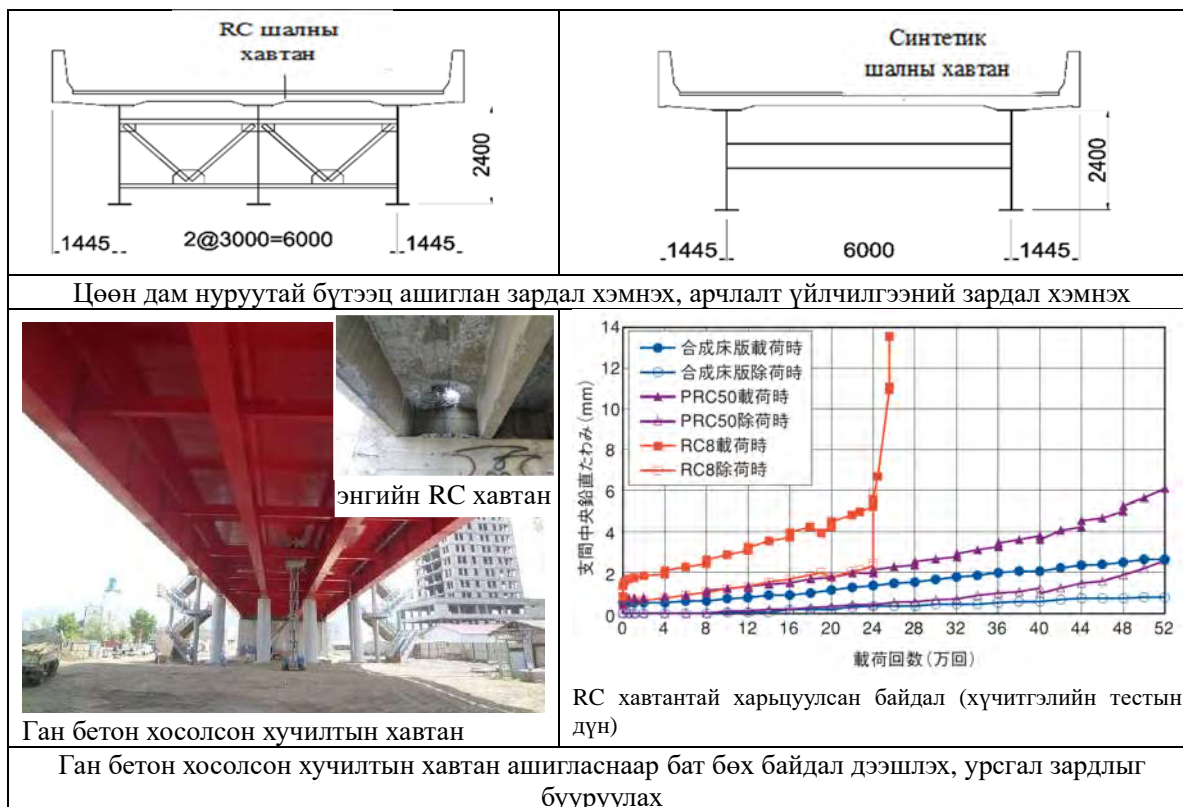 RC шалны
хавтан
2400
1445
2@3000=6000
1445
Синтетик
шалны хавтан
2400
1445
6000
1445
Цөөн дам нуруутай бүтээц ашиглан зардал хэмнэх, арчлалт үйлчилгээний зардал хэмнэх
энгийн RC хавтан
Ган бетон хосолсон хучилтын хавтан
支間中央鉛直たわみ(mm)
14
12
10
8
6
4
2
0
合成床版載荷時
合成床版除荷時
PRC50載荷時
PRC50除荷時
RC8載荷時
RC8除荷時
0 4 8 12 16 20 24 28 32 36 40 44 48 52
載荷回数(万回)
RC хавтантай харьцуулсан байдал (хүчитгэлийн тестын
дүн)
Ган бетон хосолсон хучилтын хавтан ашигласнаар бат бөх байдал дээшлэх, урсгал зардлыг
бууруулах